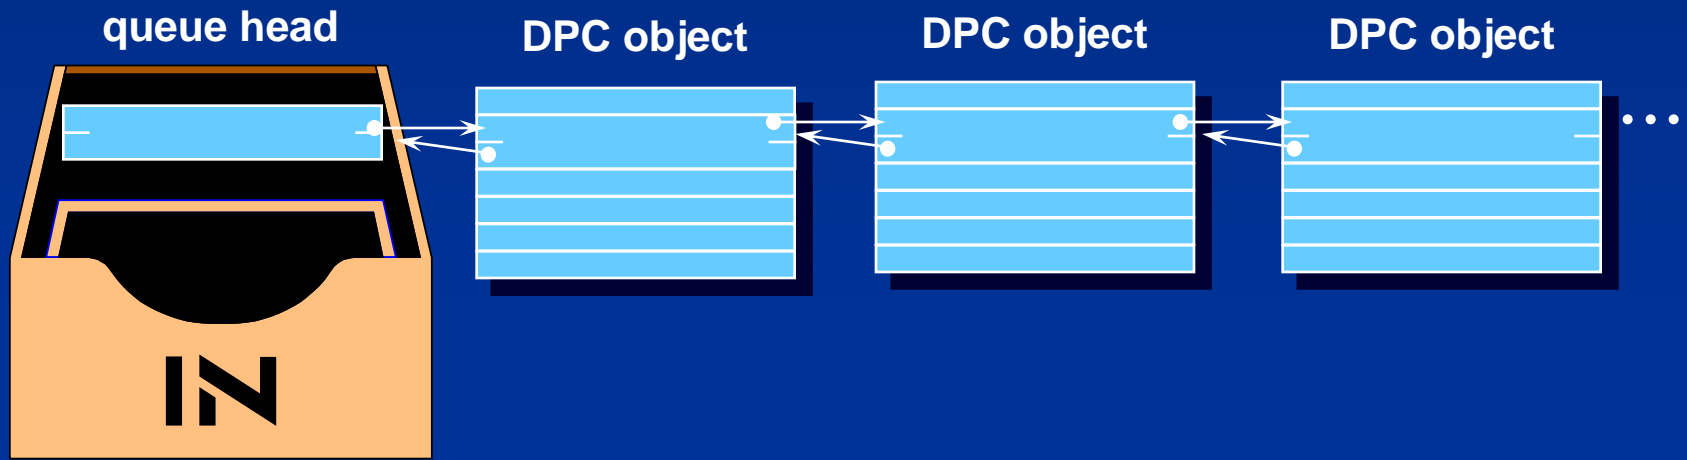 queue head
DPC object
DPC object
DPC object
IN